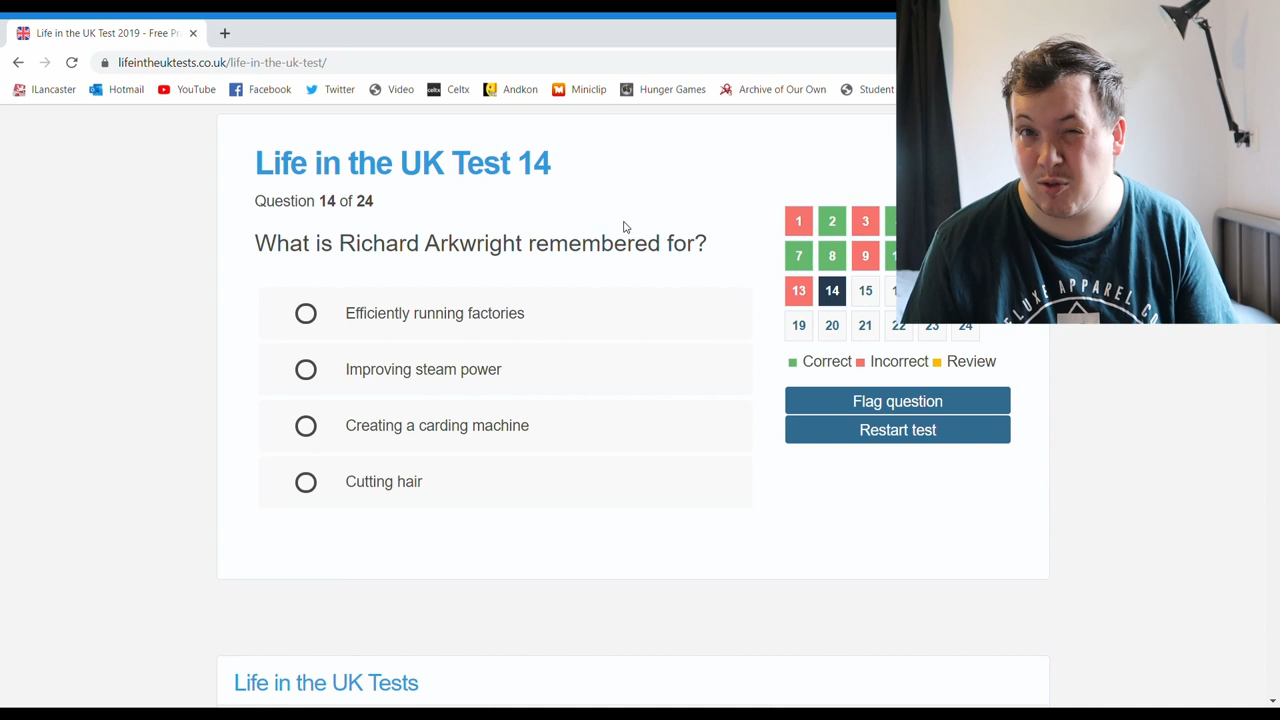 Life in the UK Test 2019 - Free Pr
lifeintheuktests.co.uk/life-in-the-uk-test/
ILancaster Hotmail YouTube Facebook Twitter Video Celtx Andkon Miniclip Hunger Games Archive of Our Own Student
Life in the UK Test 14
Question 14 of 24
What is Richard Arkwright remembered for?
Efficiently running factories
Improving steam power
Creating a carding machine
Cutting hair
1 2 3
7 8 9
13 14 15
19 20 21 22 23 24
Correct Incorrect Review
Flag question
Restart test
Life in the UK Tests
APPAREL